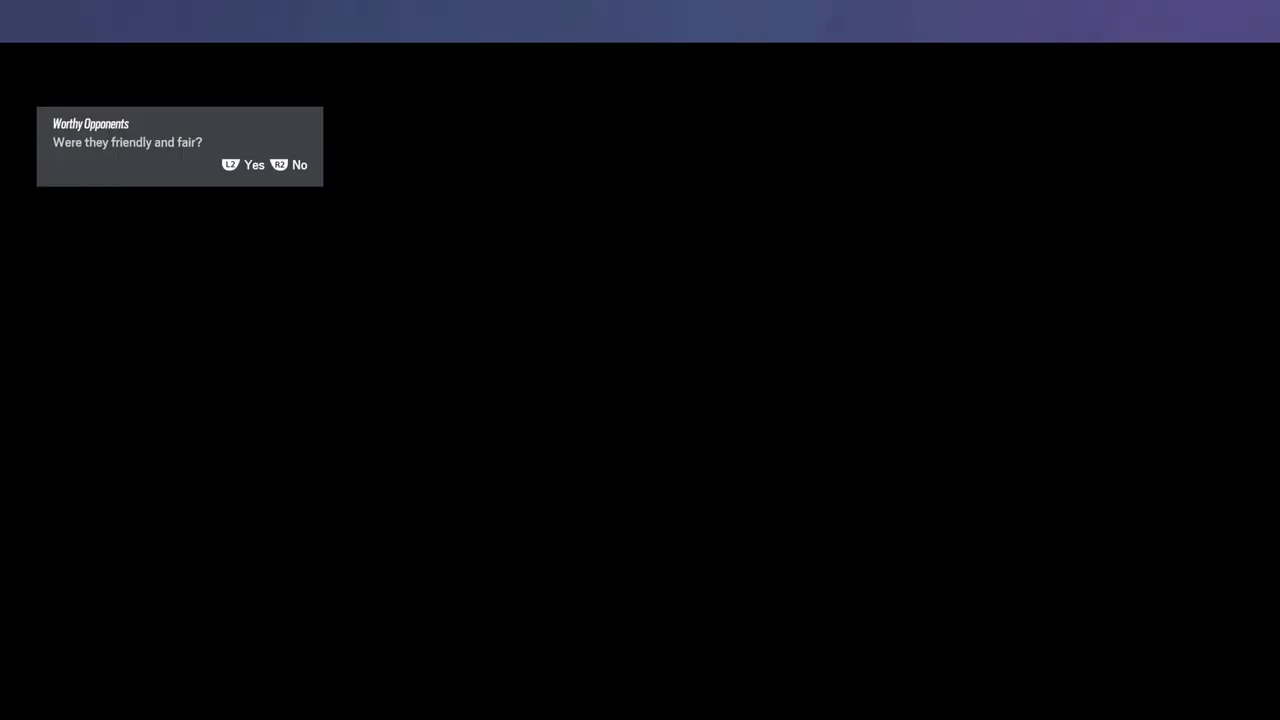 Worthy Opponents
Were they friendly and fair?
L2 Yes R2 No